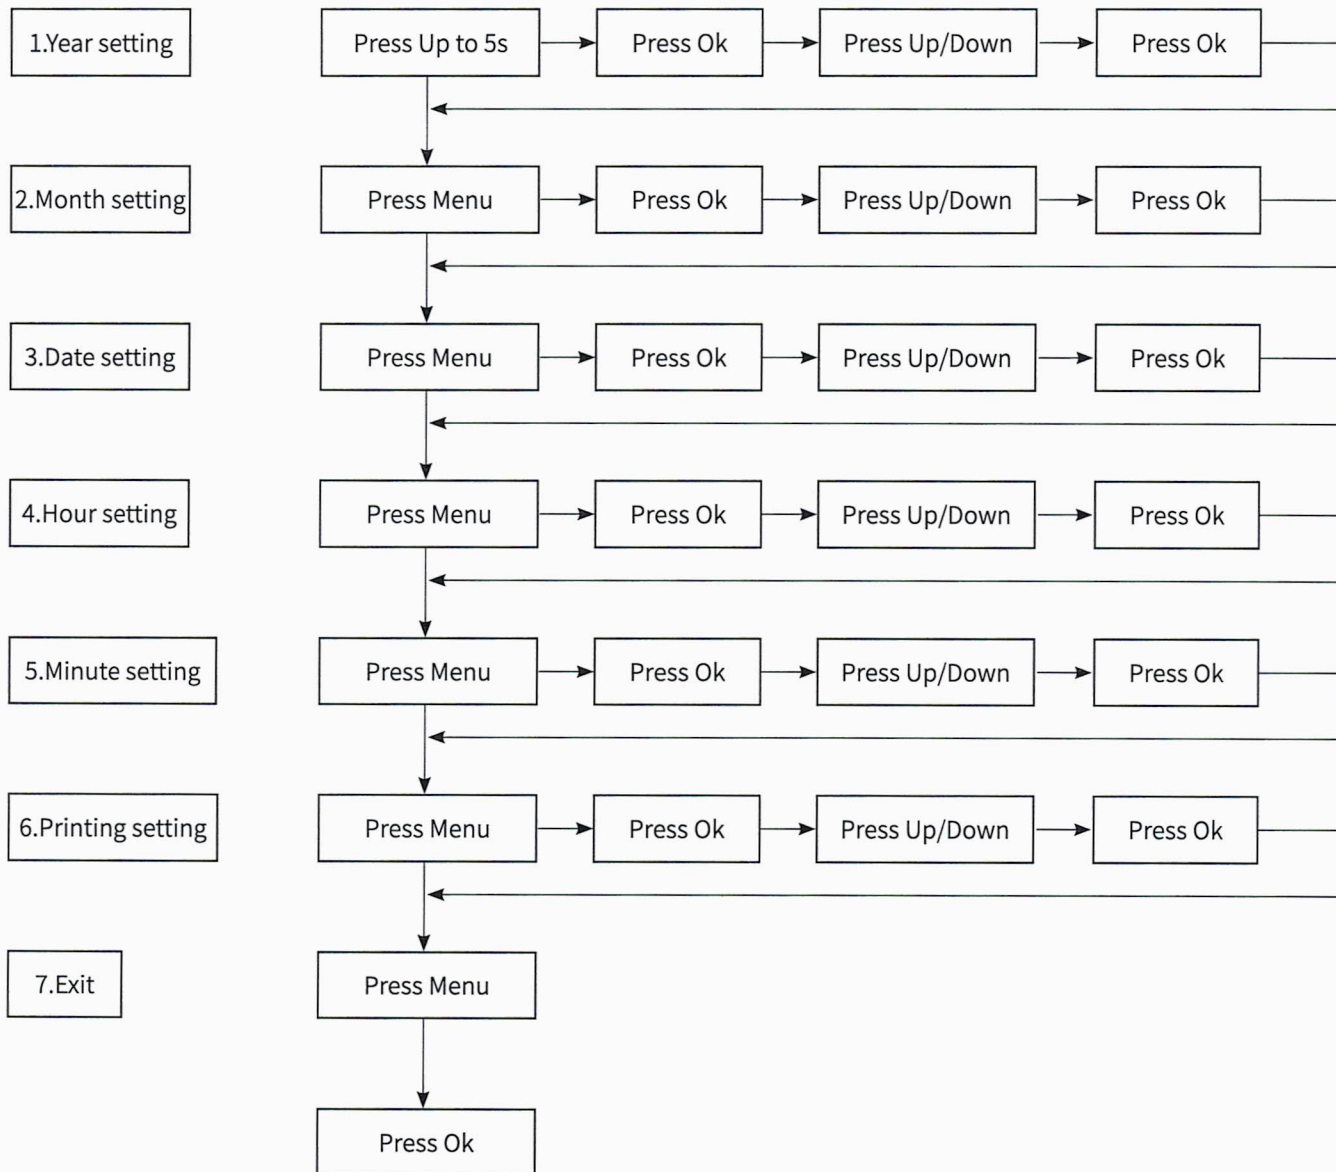 1.Year setting Press Up to 5s Press Ok Press Up/Down Press Ok
2.Month setting Press Menu Press Ok Press Up/Down Press Ok
3.Date setting Press Menu Press Ok Press Up/Down Press Ok
4.Hour setting Press Menu Press Ok Press Up/Down Press Ok
5.Minute setting Press Menu Press Ok Press Up/Down Press Ok
6.Printing setting Press Menu Press Ok Press Up/Down Press Ok
7.Exit Press Menu
Press Ok